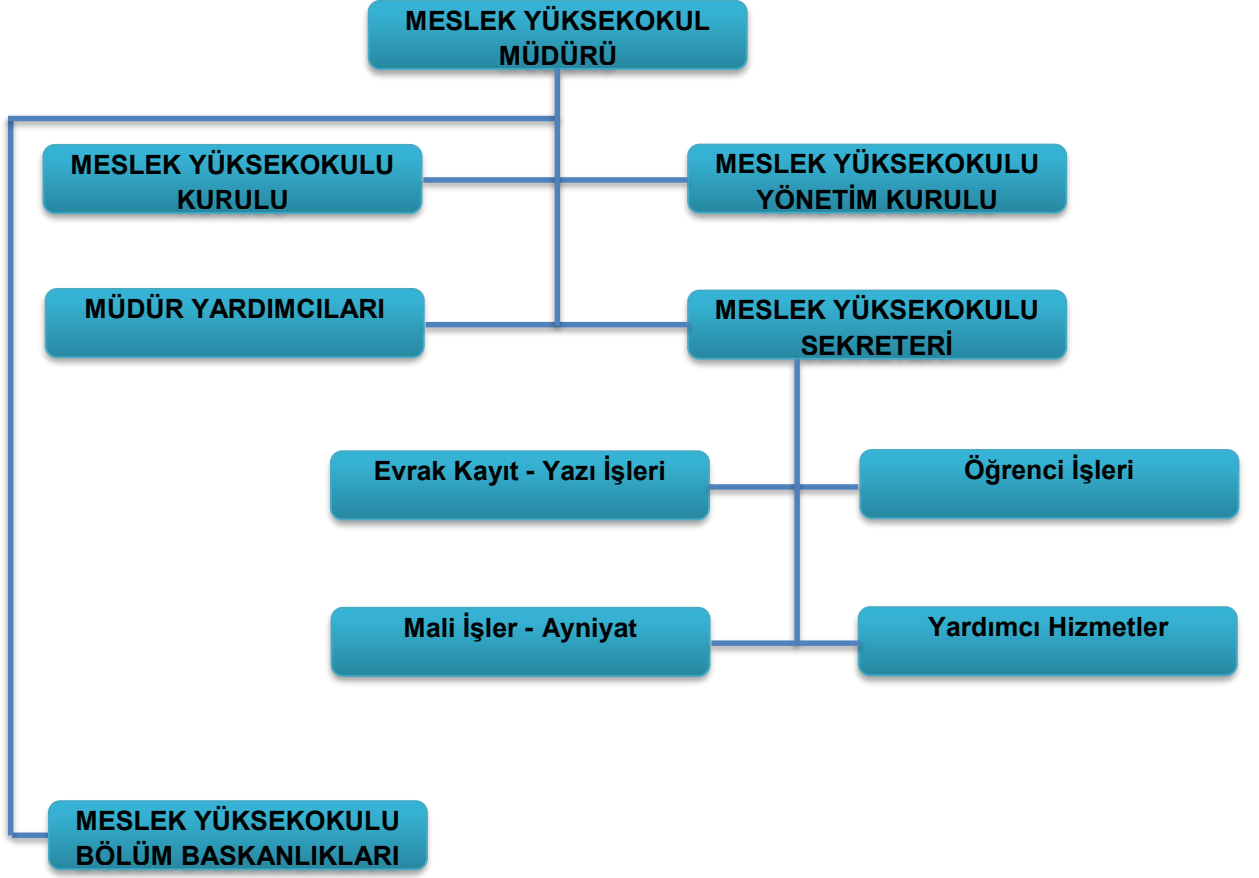 MESLEK YÜKSEKOKUL
MÜDÜRÜ
MESLEK YÜKSEKOKULU
KURULU
MESLEK YÜKSEKOKULU
YÖNETİM KURULU
MÜDÜR YARDIMCILARI
MESLEK YÜKSEKOKULU
SEKRETERİ
Evrak Kayıt - Yazı İşleri
Öğrenci İşleri
Mali İşler - Ayniyat
Yardımcı Hizmetler
MESLEK YÜKSEKOKULU
BÖLÜM BASKANLIKLARI